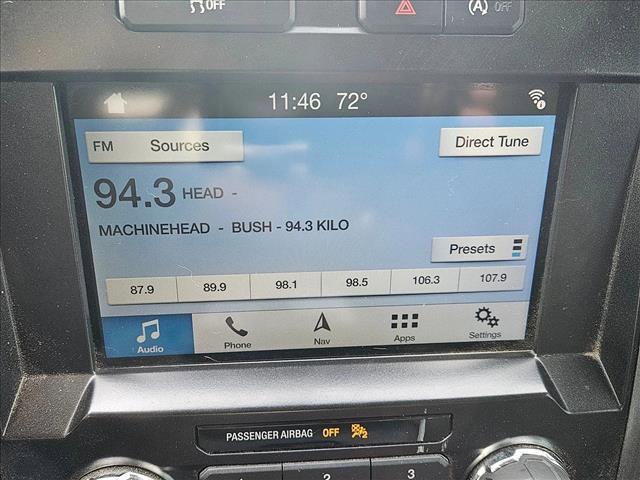 OFF
A OFF
11:46 72°
FM Sources
Direct Tune
94.3 HEAD -
MACHINEHEAD - BUSH - 94.3 KILO
Presets
87.9 89.9 98.1 98.5 106.3 107.9
Audio Phone Nav Apps Settings
PASSENGER AIRBAG OFF 2
1 2 3